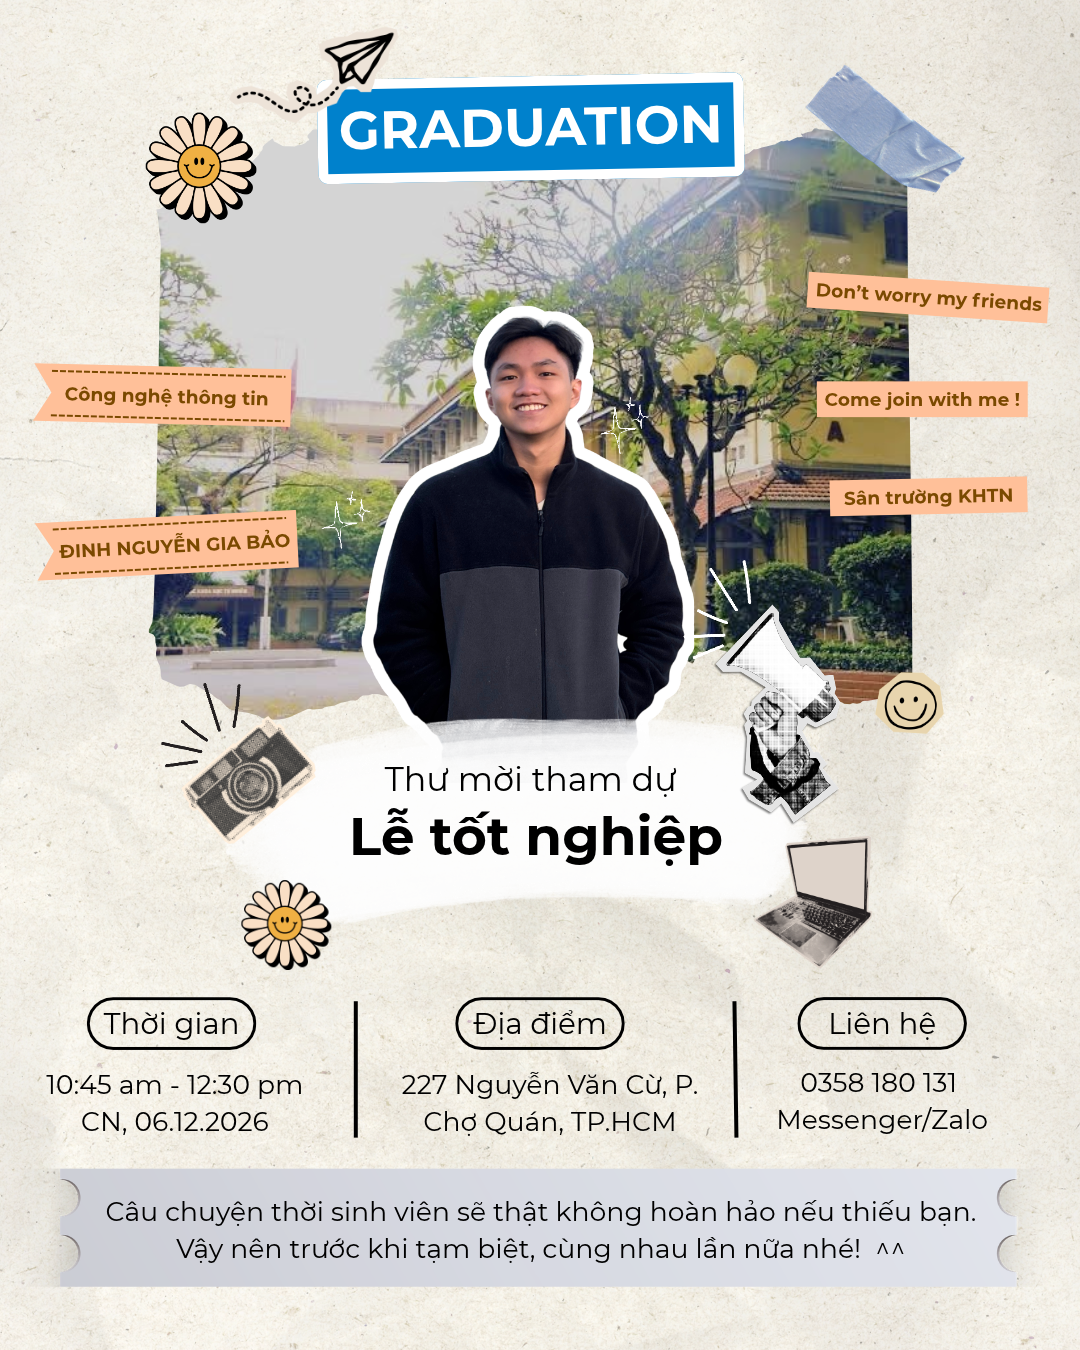 GRADUATION
Don't worry my friends
Công nghệ thông tin
Come join with me !
Sân trường KHTN
ĐINH NGUYỄN GIA BẢO
Thư mời tham dự
Lễ tốt nghiệp
Thời gian
10:45 am - 12:30 pm
CN, 06.12.2026
Địa điểm
227 Nguyễn Văn Cừ, P.
Chợ Quán, TP.HCM
Liên hệ
0358 180 131
Messenger/Zalo
Câu chuyện thời sinh viên sẽ thật không hoàn hảo nếu thiếu bạn.
Vậy nên trước khi tạm biệt, cùng nhau lần nữa nhé! ^^